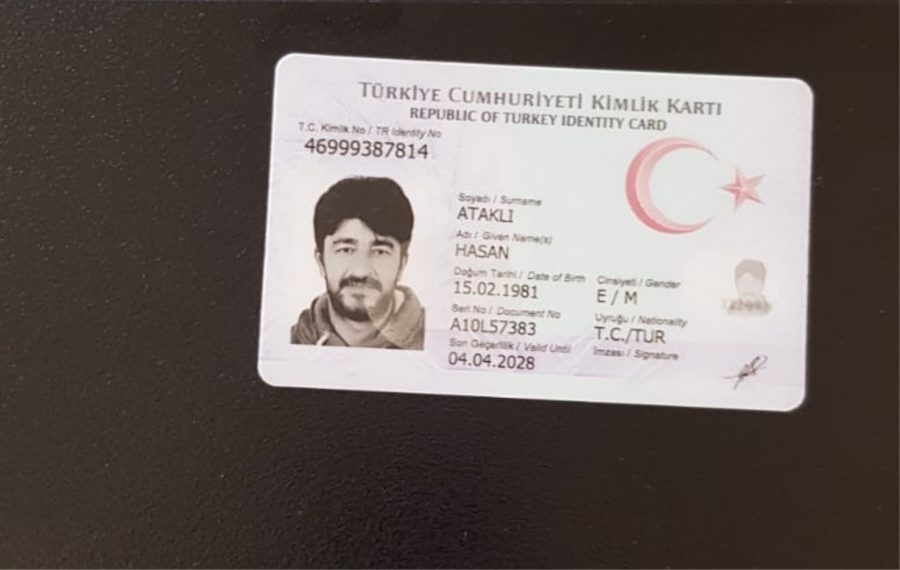 TÜRKİYE CUMHURİYETİ KİMLİK KARTI
REPUBLIC OF TURKEY IDENTITY CARD
T.C. Kimlik No / TR Identity No
46999387814
Soyadı / Surname
ATAKLI
Adı / Given Name(s)
HASAN
Doğum Tarihi / Date of Birth Cinsiyeti / Gender
15.02.1981 E / M
Seri No / Document No Uyruğu / Nationality
A10L57383 T.C./TUR
Son Geçerlilik / Valid Until İmzası / Signature
04.04.2028